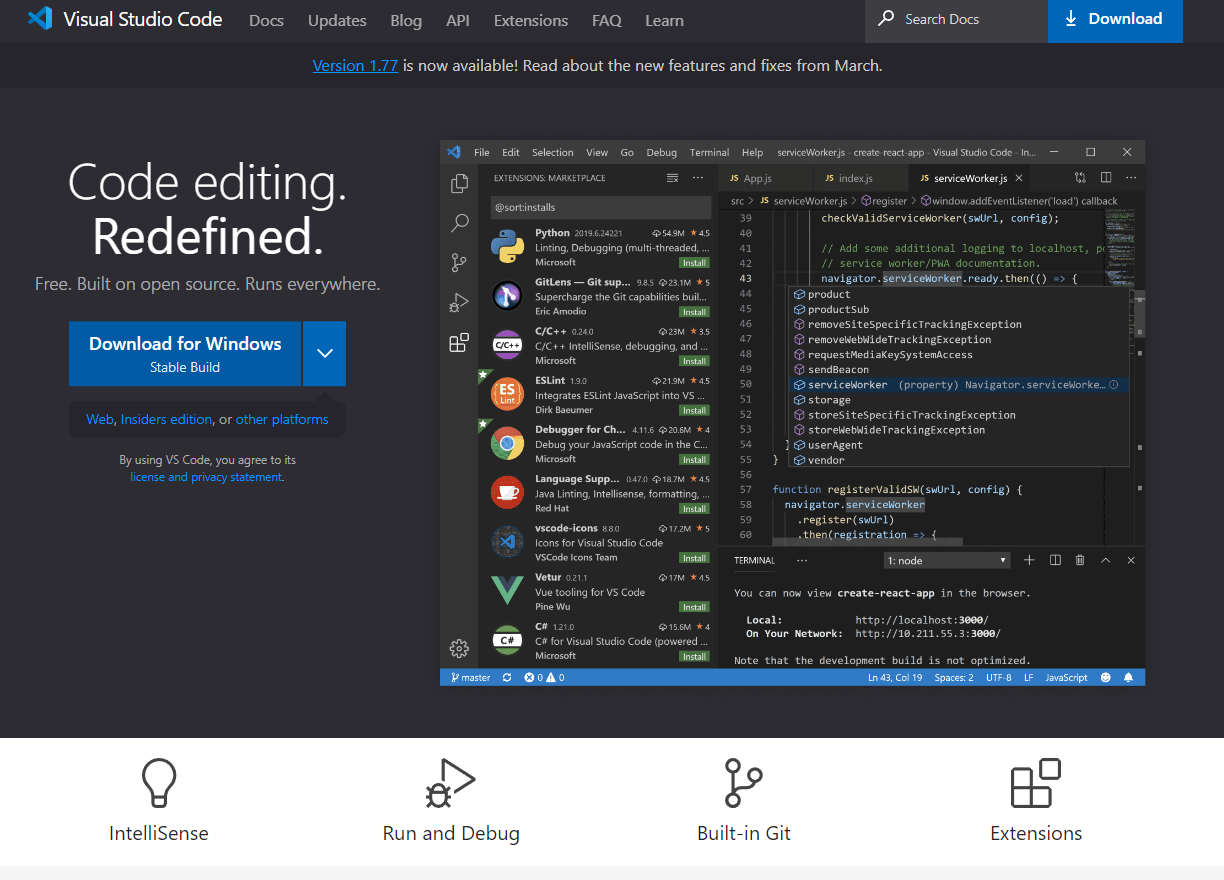 Visual Studio Code Docs Updates Blog API Extensions FAQ Learn Search Docs Download
Version 1.77 is now available! Read about the new features and fixes from March.
Code editing.
Redefined.
Free. Built on open source. Runs everywhere.
Download for Windows
Stable Build
Web, Insiders edition, or other platforms
By using VS Code, you agree to its
license and privacy statement.
File Edit Selection View Go Debug Terminal Help serviceWorker.js - create-react-app - Visual Studio Code - In...
EXTENSIONS: MARKETPLACE
@sort:installs
Python 2019.6.24221 54.9M 4.5
Linting, Debugging (multi-threaded, ...
Microsoft Install
GitLens — Git sup... 9.8.5 23.1M 5
Supercharge the Git capabilities buil...
Eric Amodio Install
C/C++
C/C++ 0.24.0 23M 3.5
C/C++ IntelliSense, debugging, and ...
Microsoft Install
ES
Lint
ESLint 1.9.0 21.9M 4.5
Integrates ESLint JavaScript into VS ...
Dirk Baeumer Install
Debugger for Ch... 4.11.6 20.6M 4
Debug your JavaScript code in the C...
Microsoft Install
Language Supp... 0.47.0 18.7M 4.5
Java Linting, Intellisense, formatting, ...
Red Hat Install
vscode-icons 8.8.0 17.2M 5
Icons for Visual Studio Code
VSCode Icons Team Install
Vetur 0.21.1 17M 4.5
Vue tooling for VS Code
Pine Wu Install
C#
C# 1.21.0 15.6M 4
C# for Visual Studio Code (powered ...
Microsoft Install
JS App.js JS index.js JS serviceWorker.js
src > JS serviceWorker.js > register > window.addEventListener('load') callback
39 checkValidServiceWorker(swUrl, config);
40
41 // Add some additional logging to localhost, po
42 // service worker/PWA documentation.
43 navigator.serviceWorker.ready.then(() => {
44 product
45 productSub
46 removeSiteSpecificTrackingException
47 removeWebWideTrackingException
48 requestMediaKeySystemAccess
49 sendBeacon
50 serviceWorker (property) Navigator.serviceWorke...
51 storage
52 storeSiteSpecificTrackingException
53 storeWebWideTrackingException
54 } userAgent
55 } vendor
56
57 function registerValidSW(swUrl, config) {
58 navigator.serviceWorker
59 .register(swUrl)
60 .then(registration => {
TERMINAL ... 1: node
You can now view create-react-app in the browser.
Local: http://localhost:3000/
On Your Network: http://10.211.55.3:3000/
Note that the development build is not optimized.
master 0 0 Ln 43, Col 19 Spaces: 2 UTF-8 LF JavaScript
IntelliSense Run and Debug Built-in Git Extensions